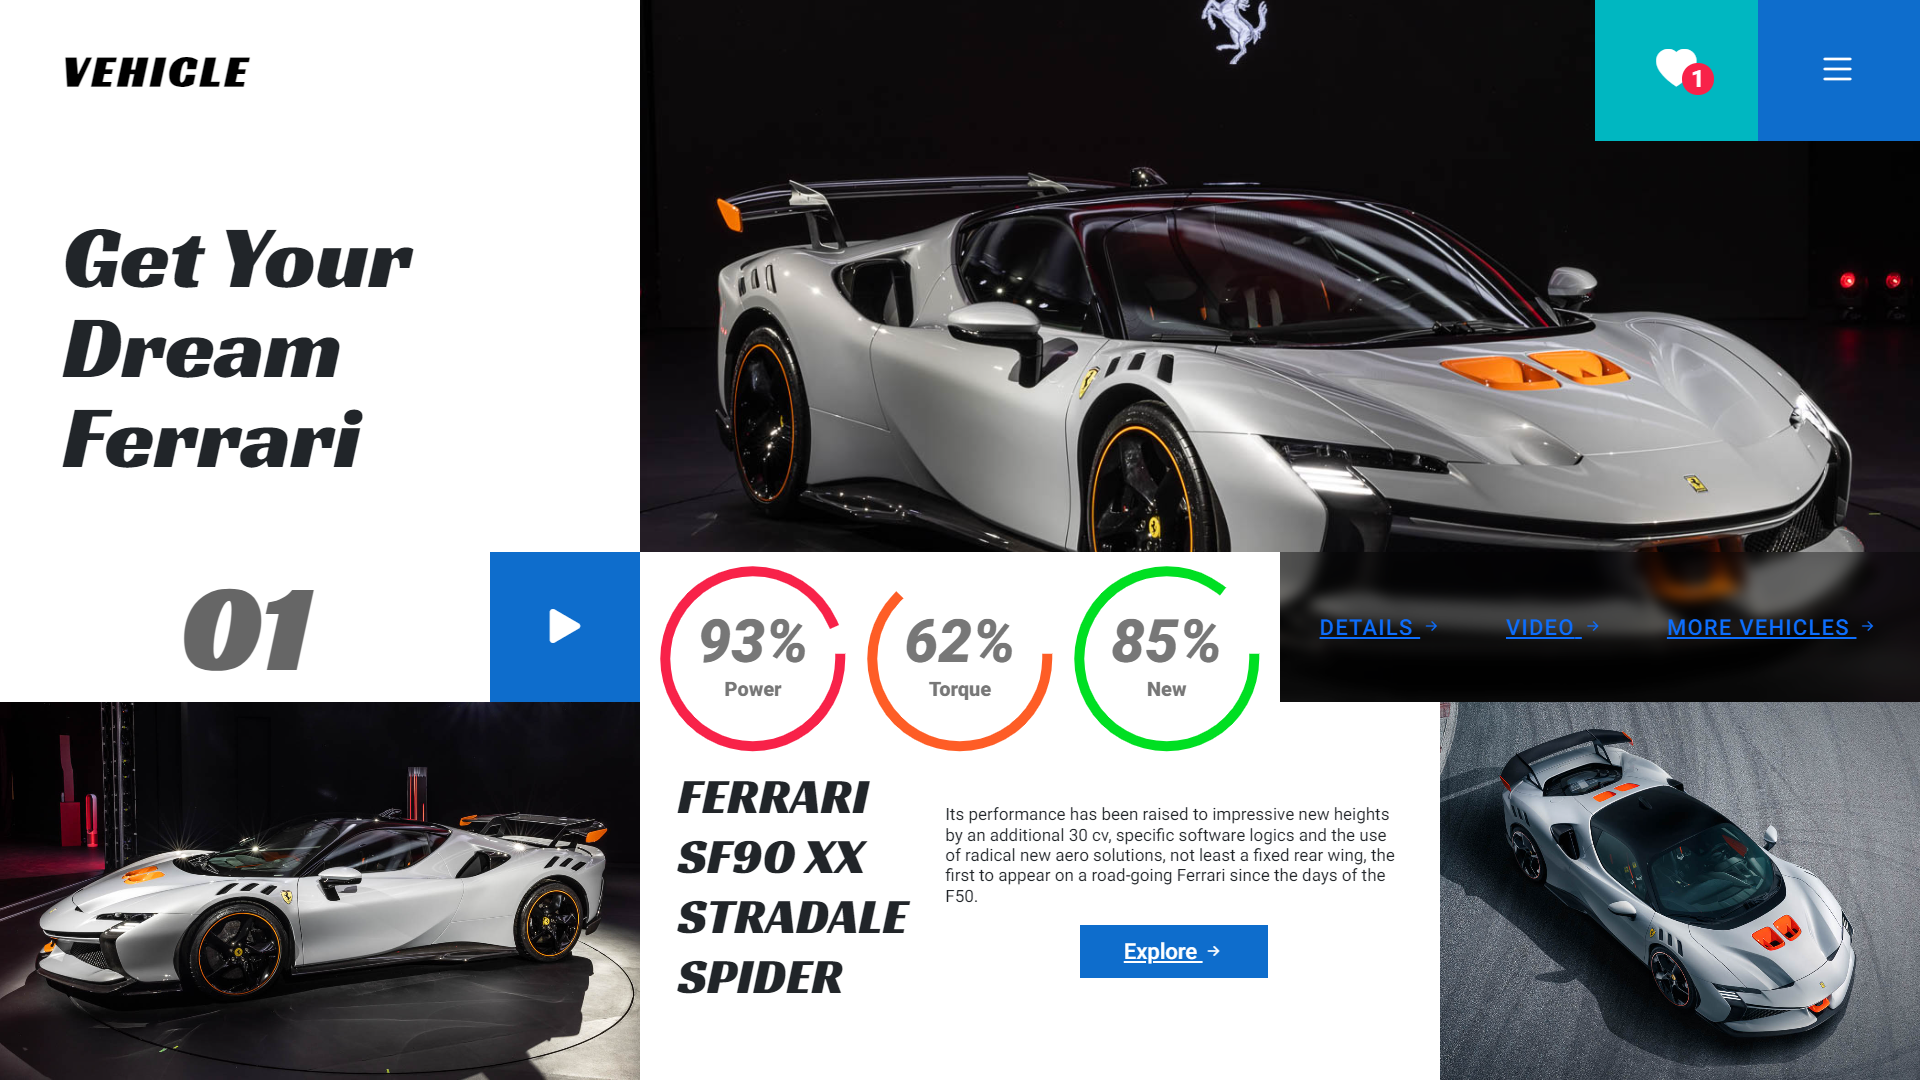 VEHICLE
1
Get Your
Dream
Ferrari
01
93%
Power
62%
Torque
85%
New
DETAILS →
VIDEO →
MORE VEHICLES →
FERRARI
SF90 XX
STRADALE
SPIDER
Its performance has been raised to impressive new heights
by an additional 30 cv, specific software logics and the use
of radical new aero solutions, not least a fixed rear wing, the
first to appear on a road-going Ferrari since the days of the
F50.
Explore →